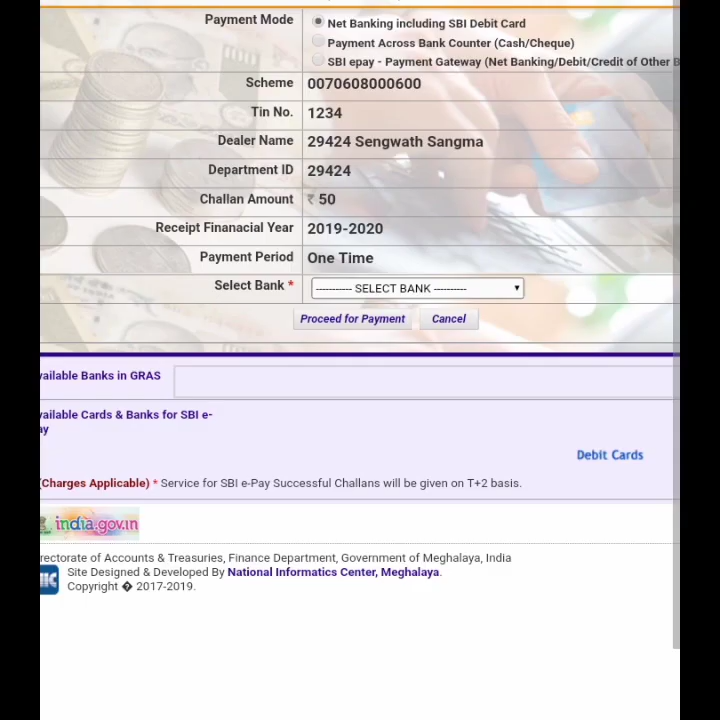 Payment Mode
Net Banking including SBI Debit Card
Payment Across Bank Counter (Cash/Cheque)
SBI epay - Payment Gateway (Net Banking/Debit/Credit of Other B
Scheme 0070608000600
Tin No. 1234
Dealer Name 29424 Sengwath Sangma
Department ID 29424
Challan Amount ₹ 50
Receipt Finanacial Year 2019-2020
Payment Period One Time
Select Bank * ----------- SELECT BANK ----------
Proceed for Payment Cancel
vailable Banks in GRAS
vailable Cards & Banks for SBI e-
ay
Debit Cards
(Charges Applicable) * Service for SBI e-Pay Successful Challans will be given on T+2 basis.
india.gov.in
rectorate of Accounts & Treasuries, Finance Department, Government of Meghalaya, India
Site Designed & Developed By National Informatics Center, Meghalaya.
Copyright � 2017-2019.